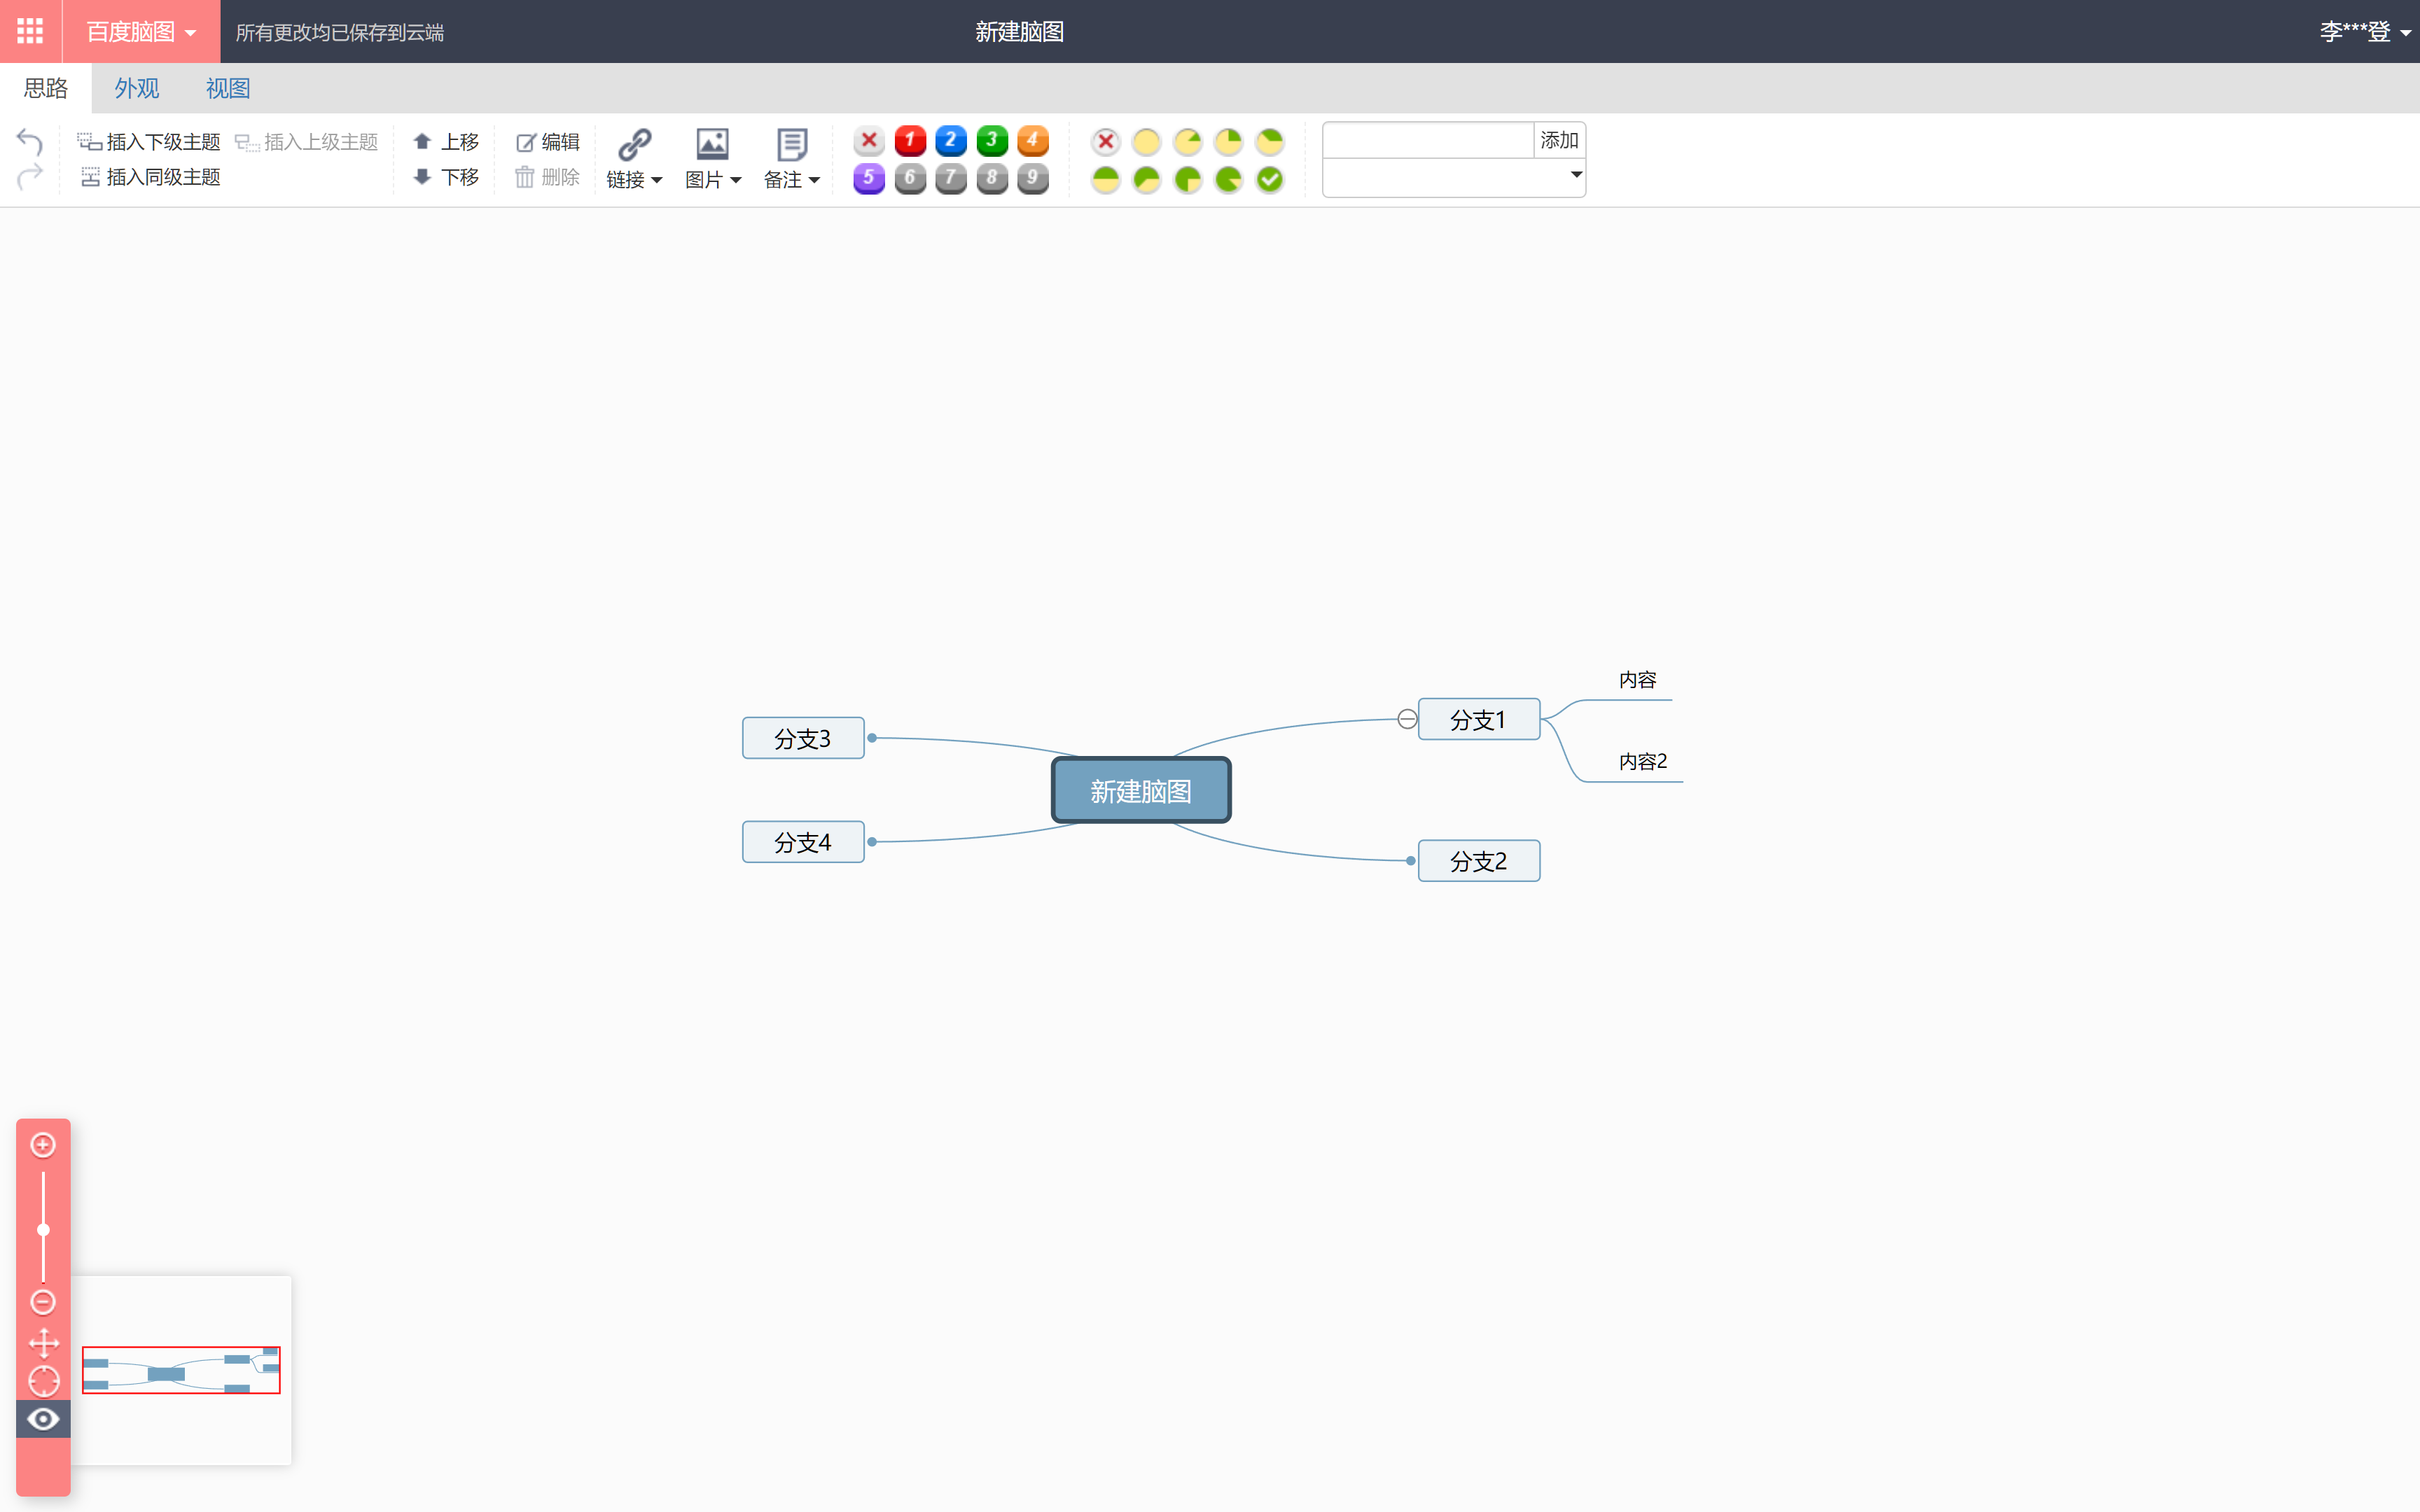 百度脑图 所有更改均已保存到云端 新建脑图 李***登
思路 外观 视图
插入下级主题 插入上级主题 上移 编辑
插入同级主题 下移 删除
链接 图片 备注
1 2 3 4
5 6 7 8 9
添加
内容
分支1
分支3
内容2
新建脑图
分支4
分支2